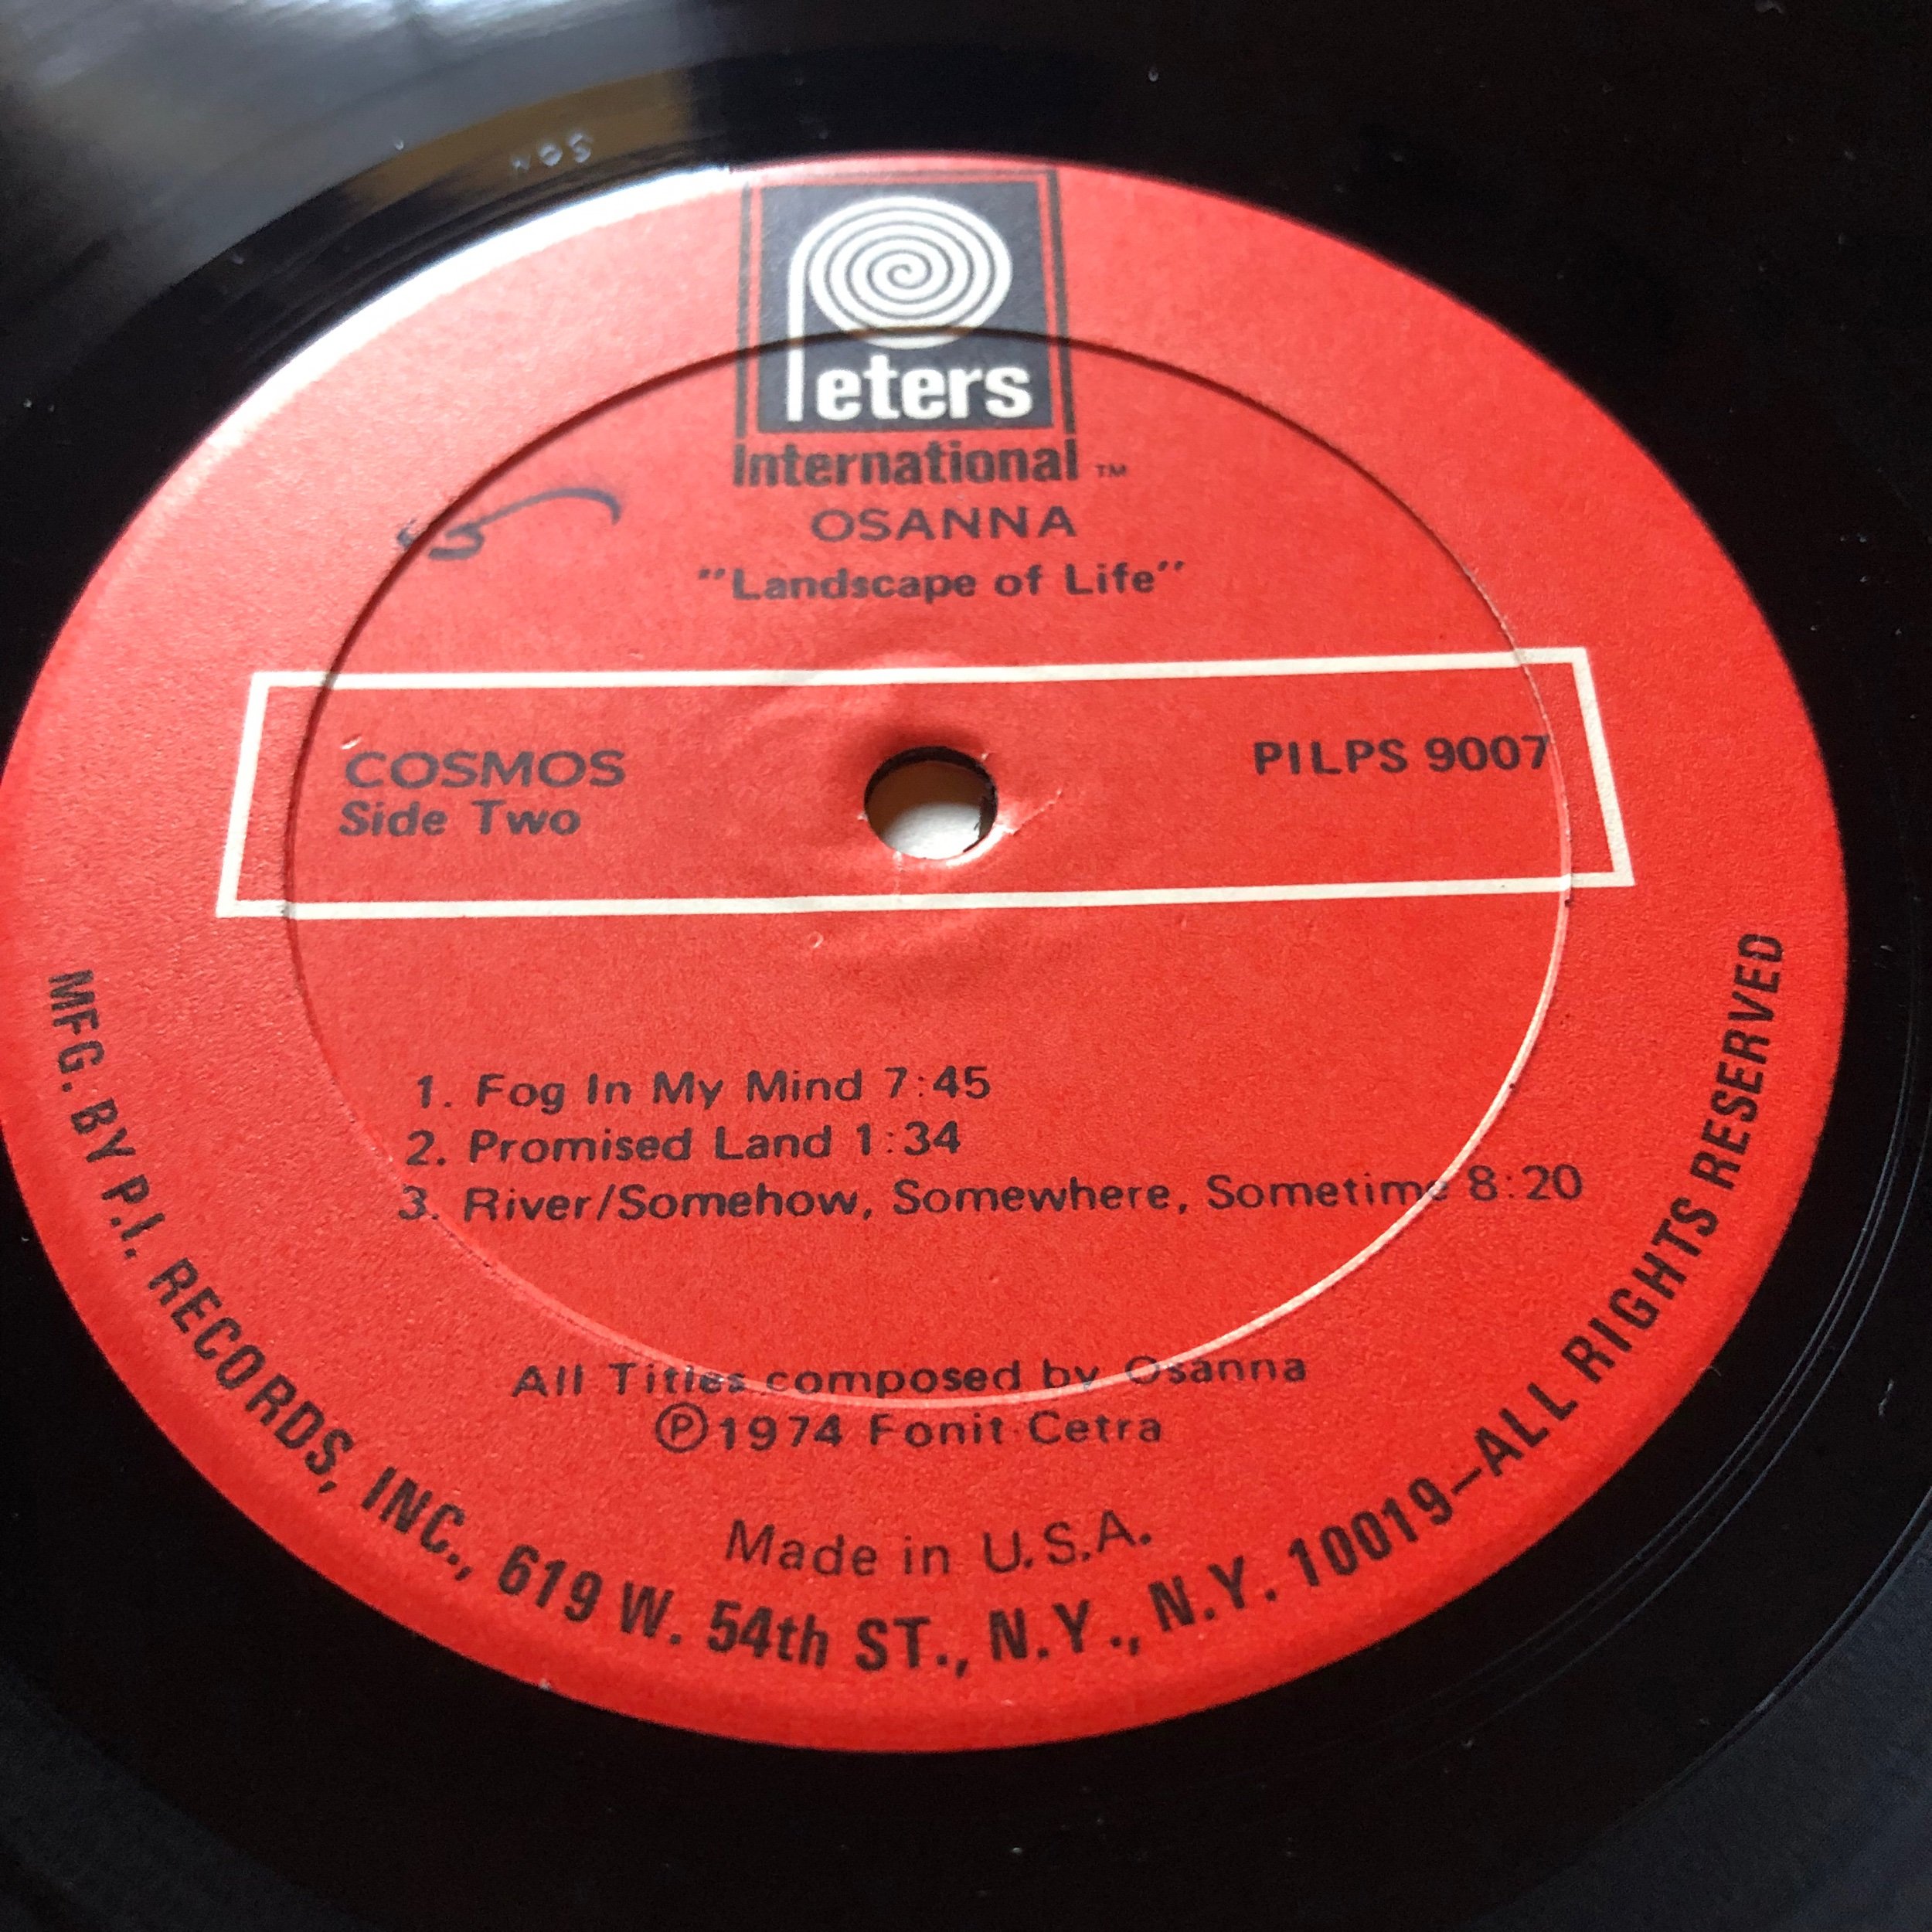 Peters
International TM
OSANNA
"Landscape of Life"
COSMOS
Side Two
PILPS 9007
1. Fog In My Mind 7:45
2. Promised Land 1:34
3. River/Somehow, Somewhere, Sometime 8:20
All Titles composed by Osanna
Ⓟ1974 Fonit Cetra
Made in U.S.A.
MFG. BY P.I. RECORDS, INC., 619 W. 54th ST., N.Y., N.Y. 10019–ALL RIGHTS RESERVED